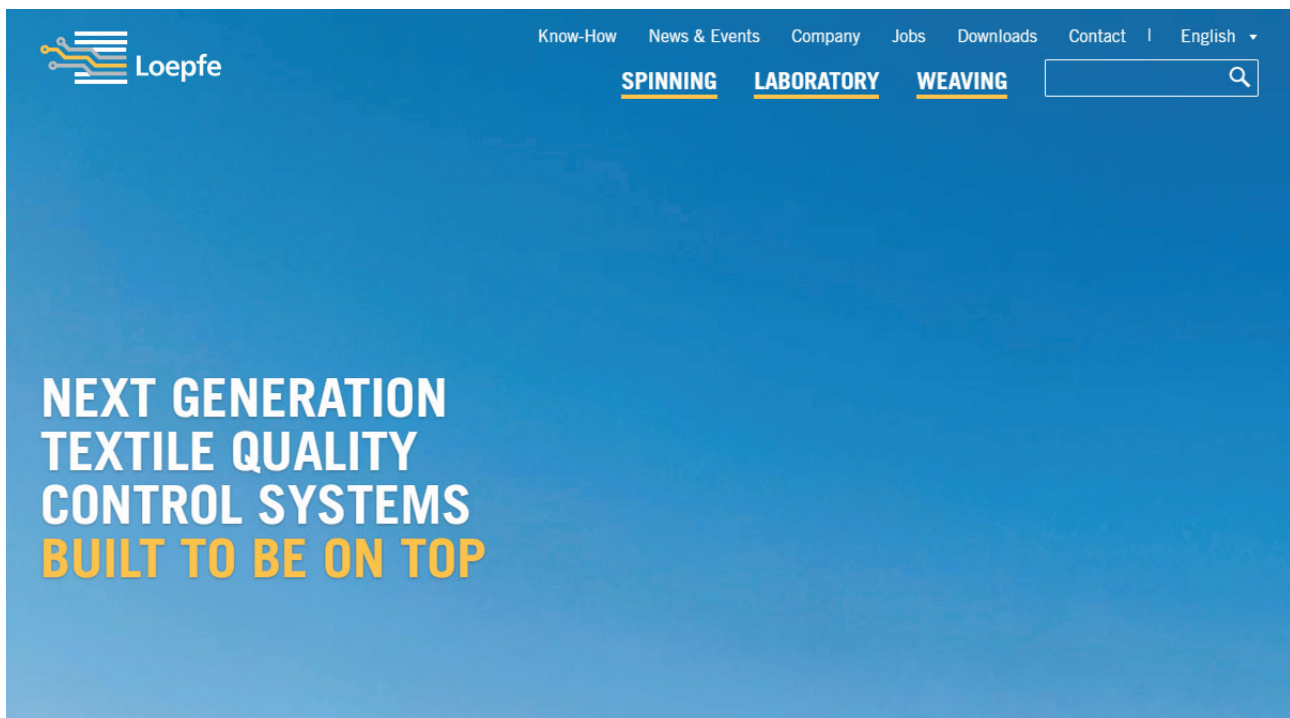 Loepfe
Know-How News & Events Company Jobs Downloads Contact | English
SPINNING LABORATORY WEAVING
NEXT GENERATION
TEXTILE QUALITY
CONTROL SYSTEMS
BUILT TO BE ON TOP